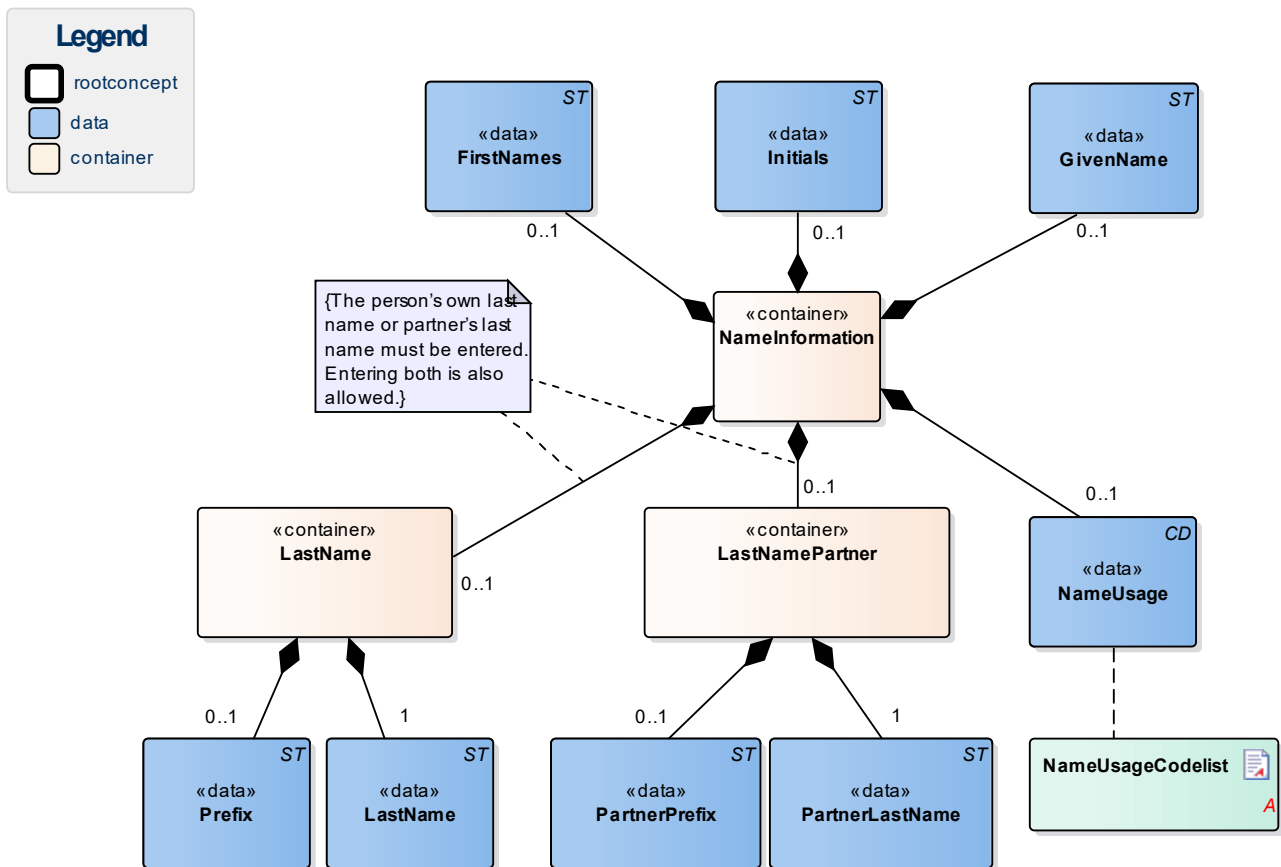 Legend
rootconcept
data
container
ST
«data»
FirstNames
ST
«data»
Initials
ST
«data»
GivenName
0..1
0..1
0..1
{The person's own last
name or partner's last
name must be entered.
Entering both is also
allowed.}
«container»
NameInformation
0..1
0..1
0..1
«container»
LastName
«container»
LastNamePartner
CD
«data»
NameUsage
0..1
1
0..1
1
ST
«data»
Prefix
ST
«data»
LastName
ST
«data»
PartnerPrefix
ST
«data»
PartnerLastName
NameUsageCodelist
A